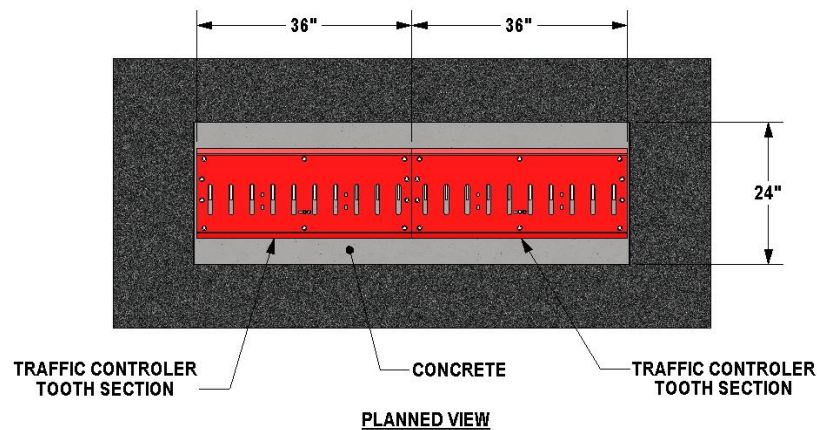 36" 36"
24"
TRAFFIC CONTROLER
TOOTH SECTION
CONCRETE
TRAFFIC CONTROLER
TOOTH SECTION
PLANNED VIEW